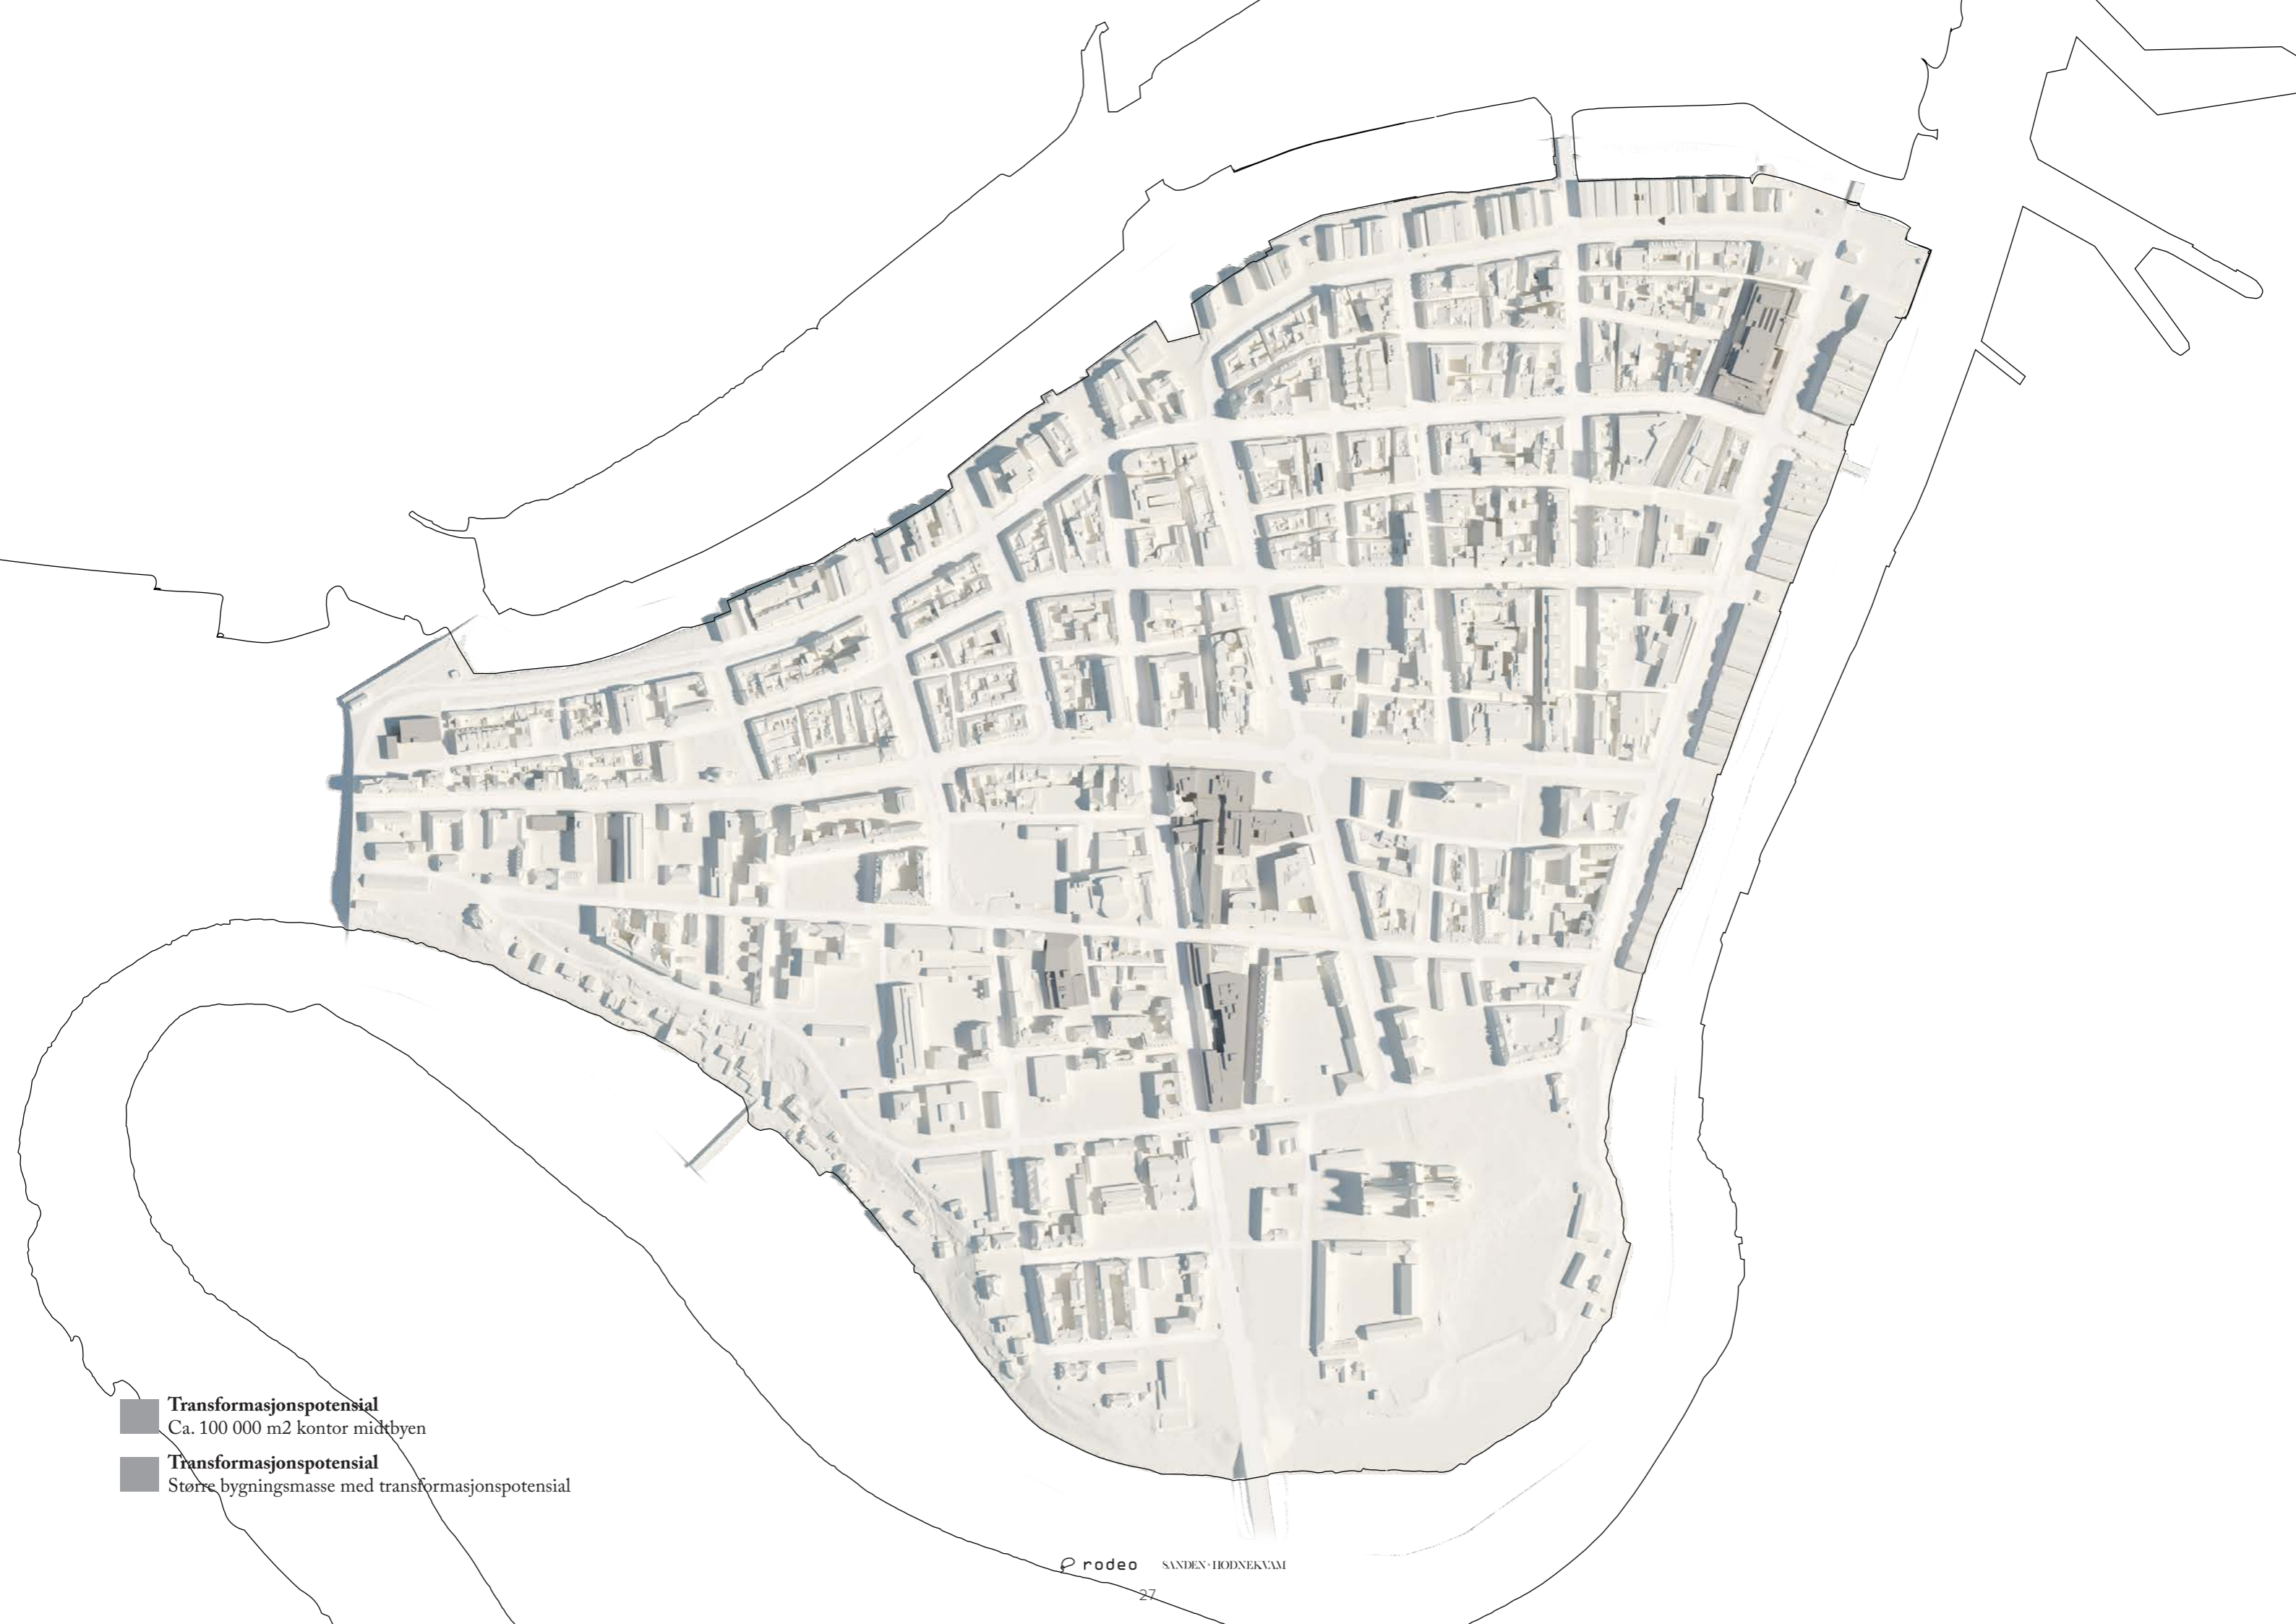 Transformasjonspotensial
Ca. 100 000 m2 kontor midtbyen
Transformasjonspotensial
Større bygningsmasse med transformasjonspotensial
rodeo SANDEN+HODNEKVAM
27